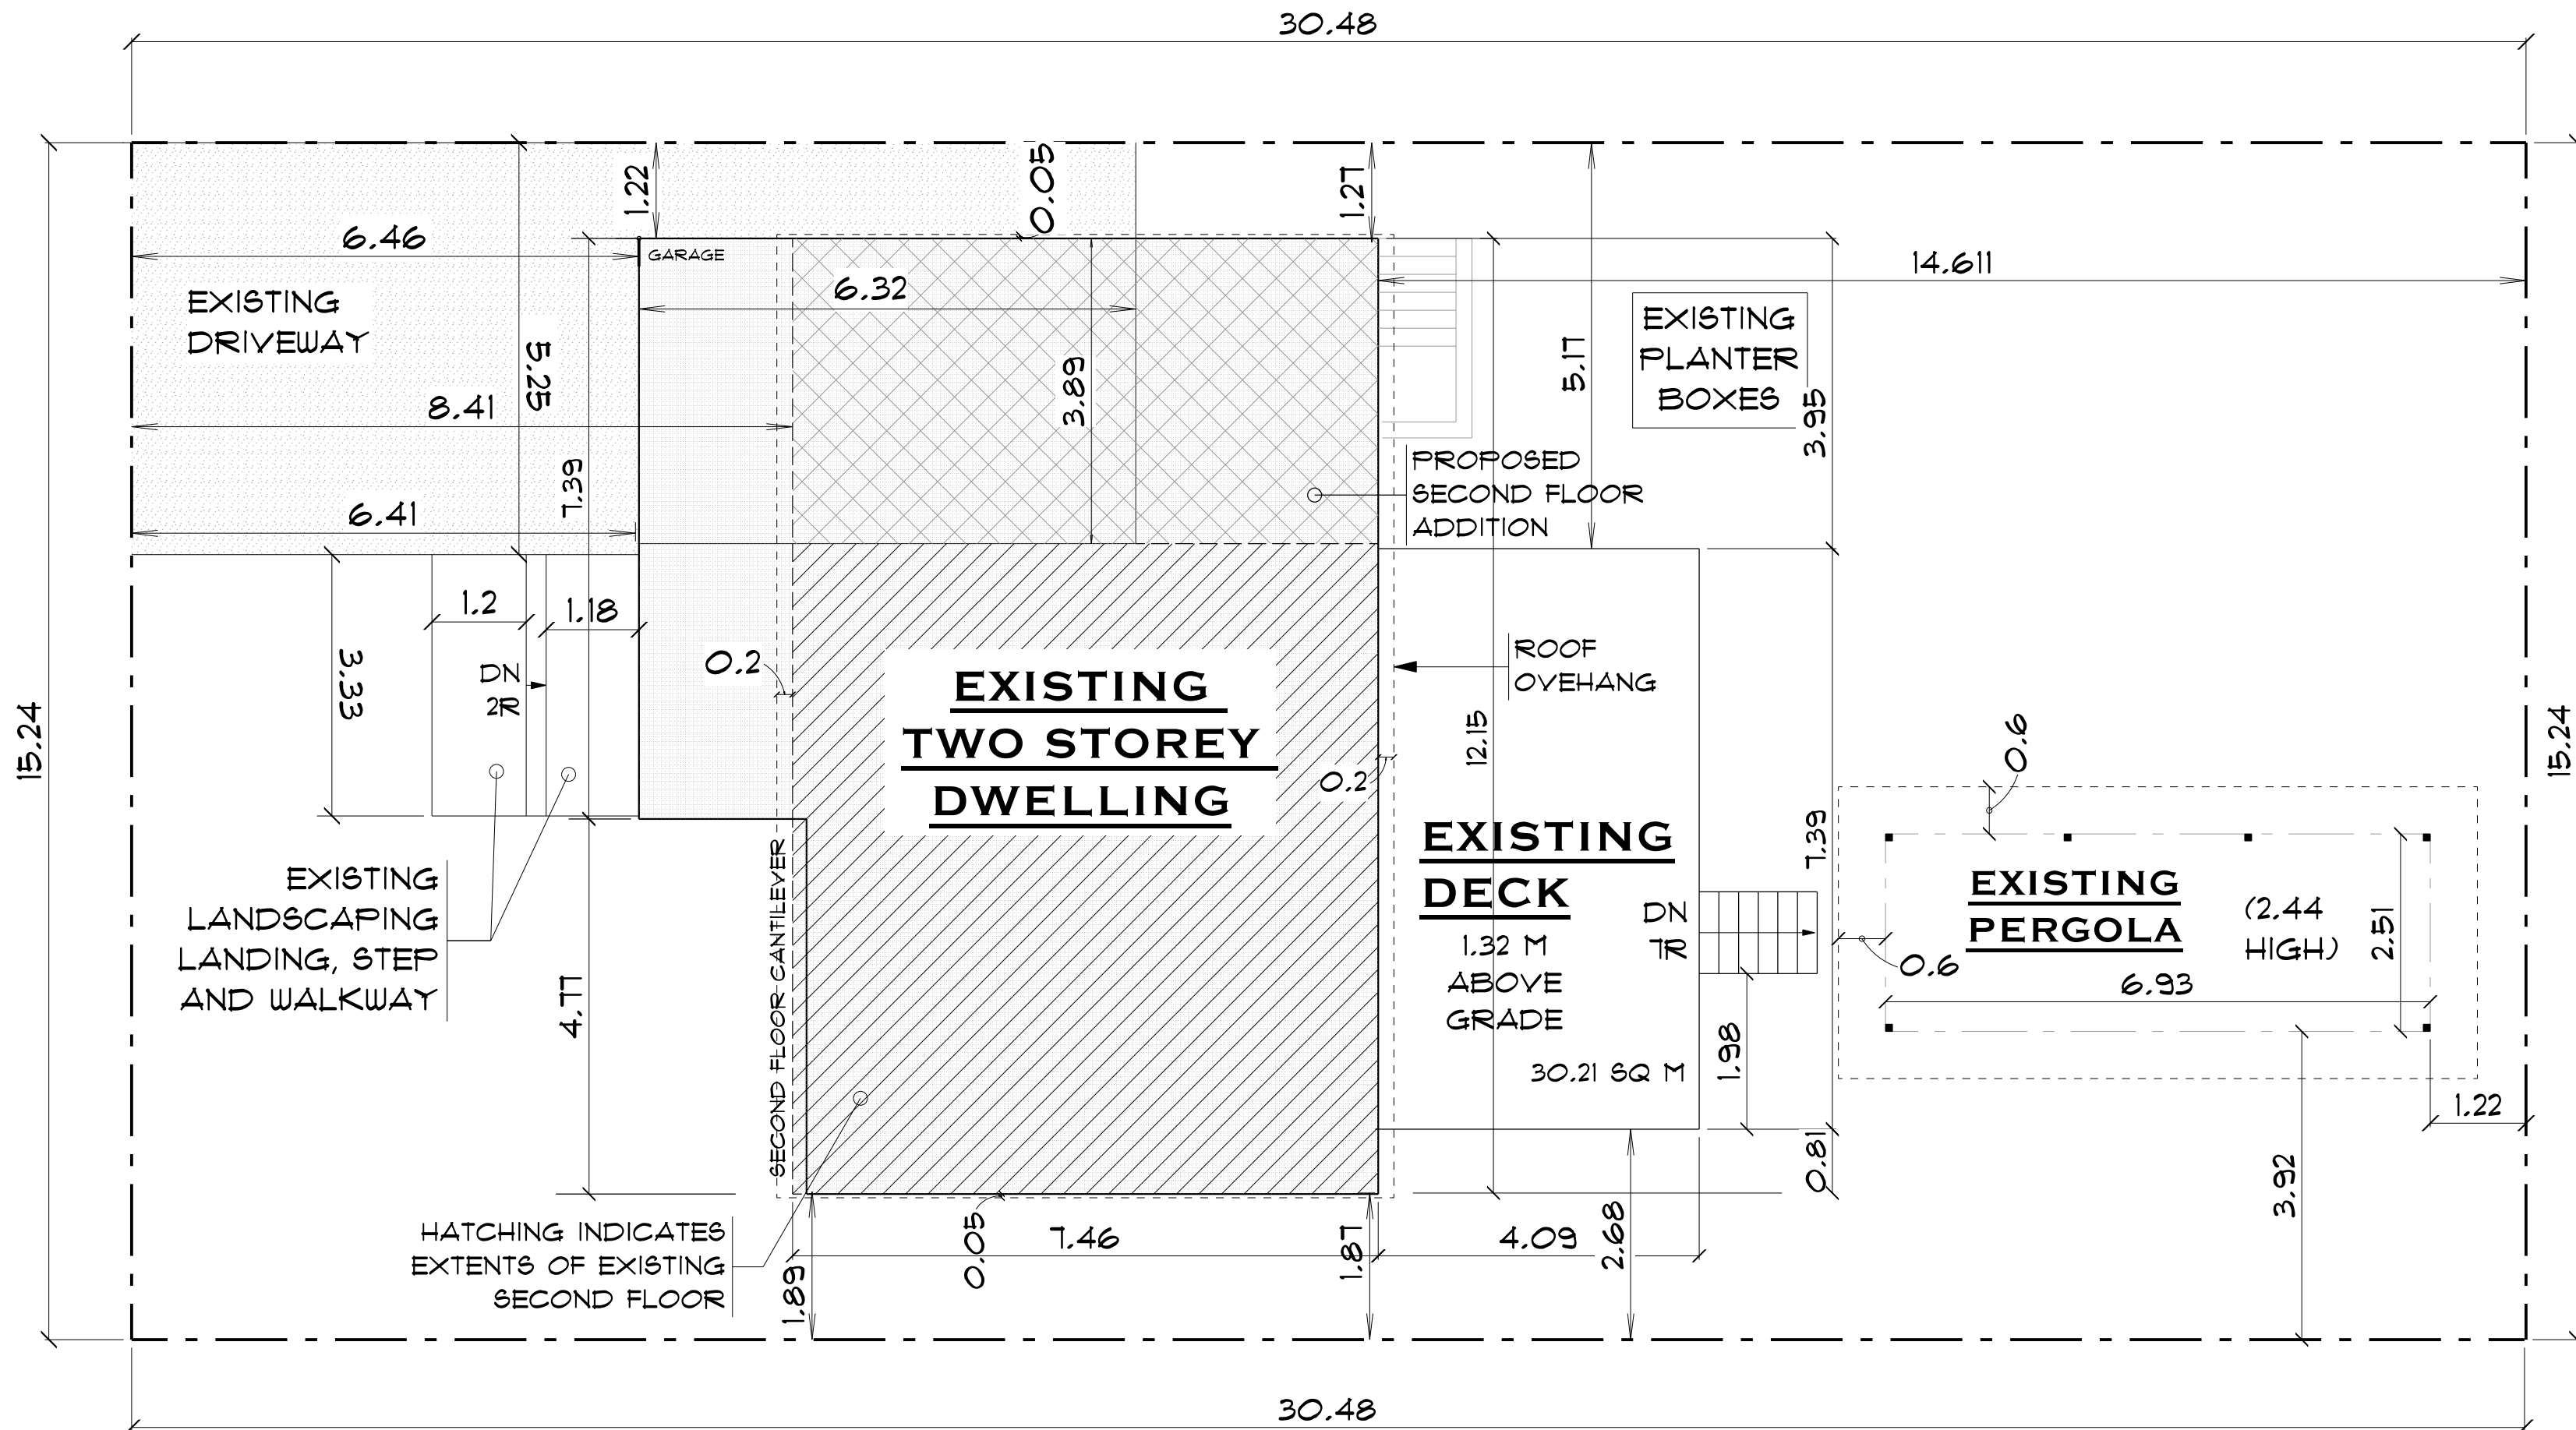 30.48
0.05
1.22
1.27
6.46
GARAGE
14.611
6.32
EXISTING
DRIVEWAY
EXISTING
PLANTER
BOXES
5.25
3.89
5.17
8.41
3.95
7.39
PROPOSED
SECOND FLOOR
ADDITION
6.41
1.2
1.18
3.33
DN
2R
0.2
ROOF
OVEHANG
EXISTING
TWO STOREY
DWELLING
12.15
0.2
15.24
15.24
0.6
7.39
EXISTING
DECK
1.32 M
ABOVE
GRADE
30.21 SQ M
DN
7R
EXISTING
PERGOLA
(2.44
HIGH)
2.51
0.6
6.93
SECOND FLOOR CANTILEVER
EXISTING
LANDSCAPING
LANDING, STEP
AND WALKWAY
4.77
1.98
1.22
0.81
3.92
HATCHING INDICATES
EXTENTS OF EXISTING
SECOND FLOOR
0.05
7.46
1.89
1.87
4.09
2.68
30.48